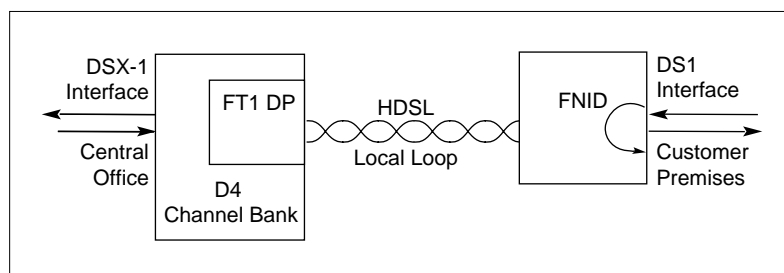 DSX-1
Interface
Central
Office
FT1 DP
D4
Channel Bank
HDSL
Local Loop
FNID
DS1
Interface
Customer
Premises